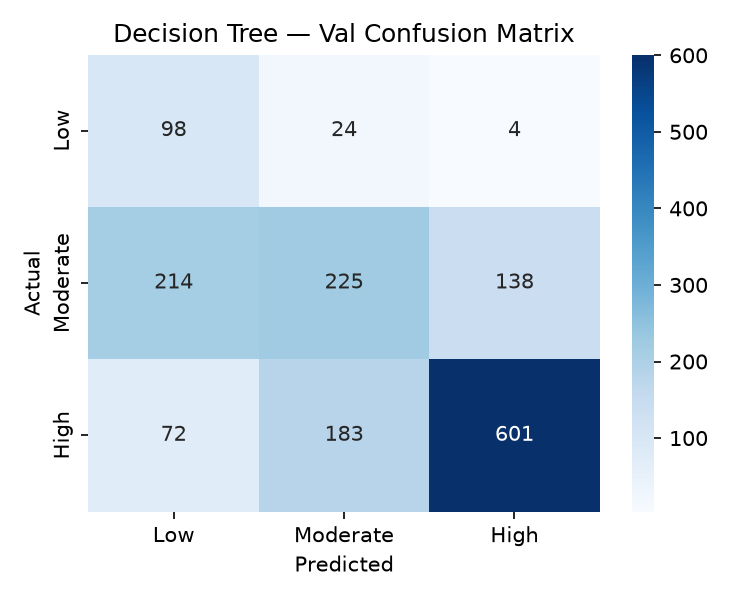 Decision Tree — Val Confusion Matrix
Actual
Low
98 24 4
Moderate
214 225 138
High
72 183 601
Low Moderate High
Predicted
600
500
400
300
200
100